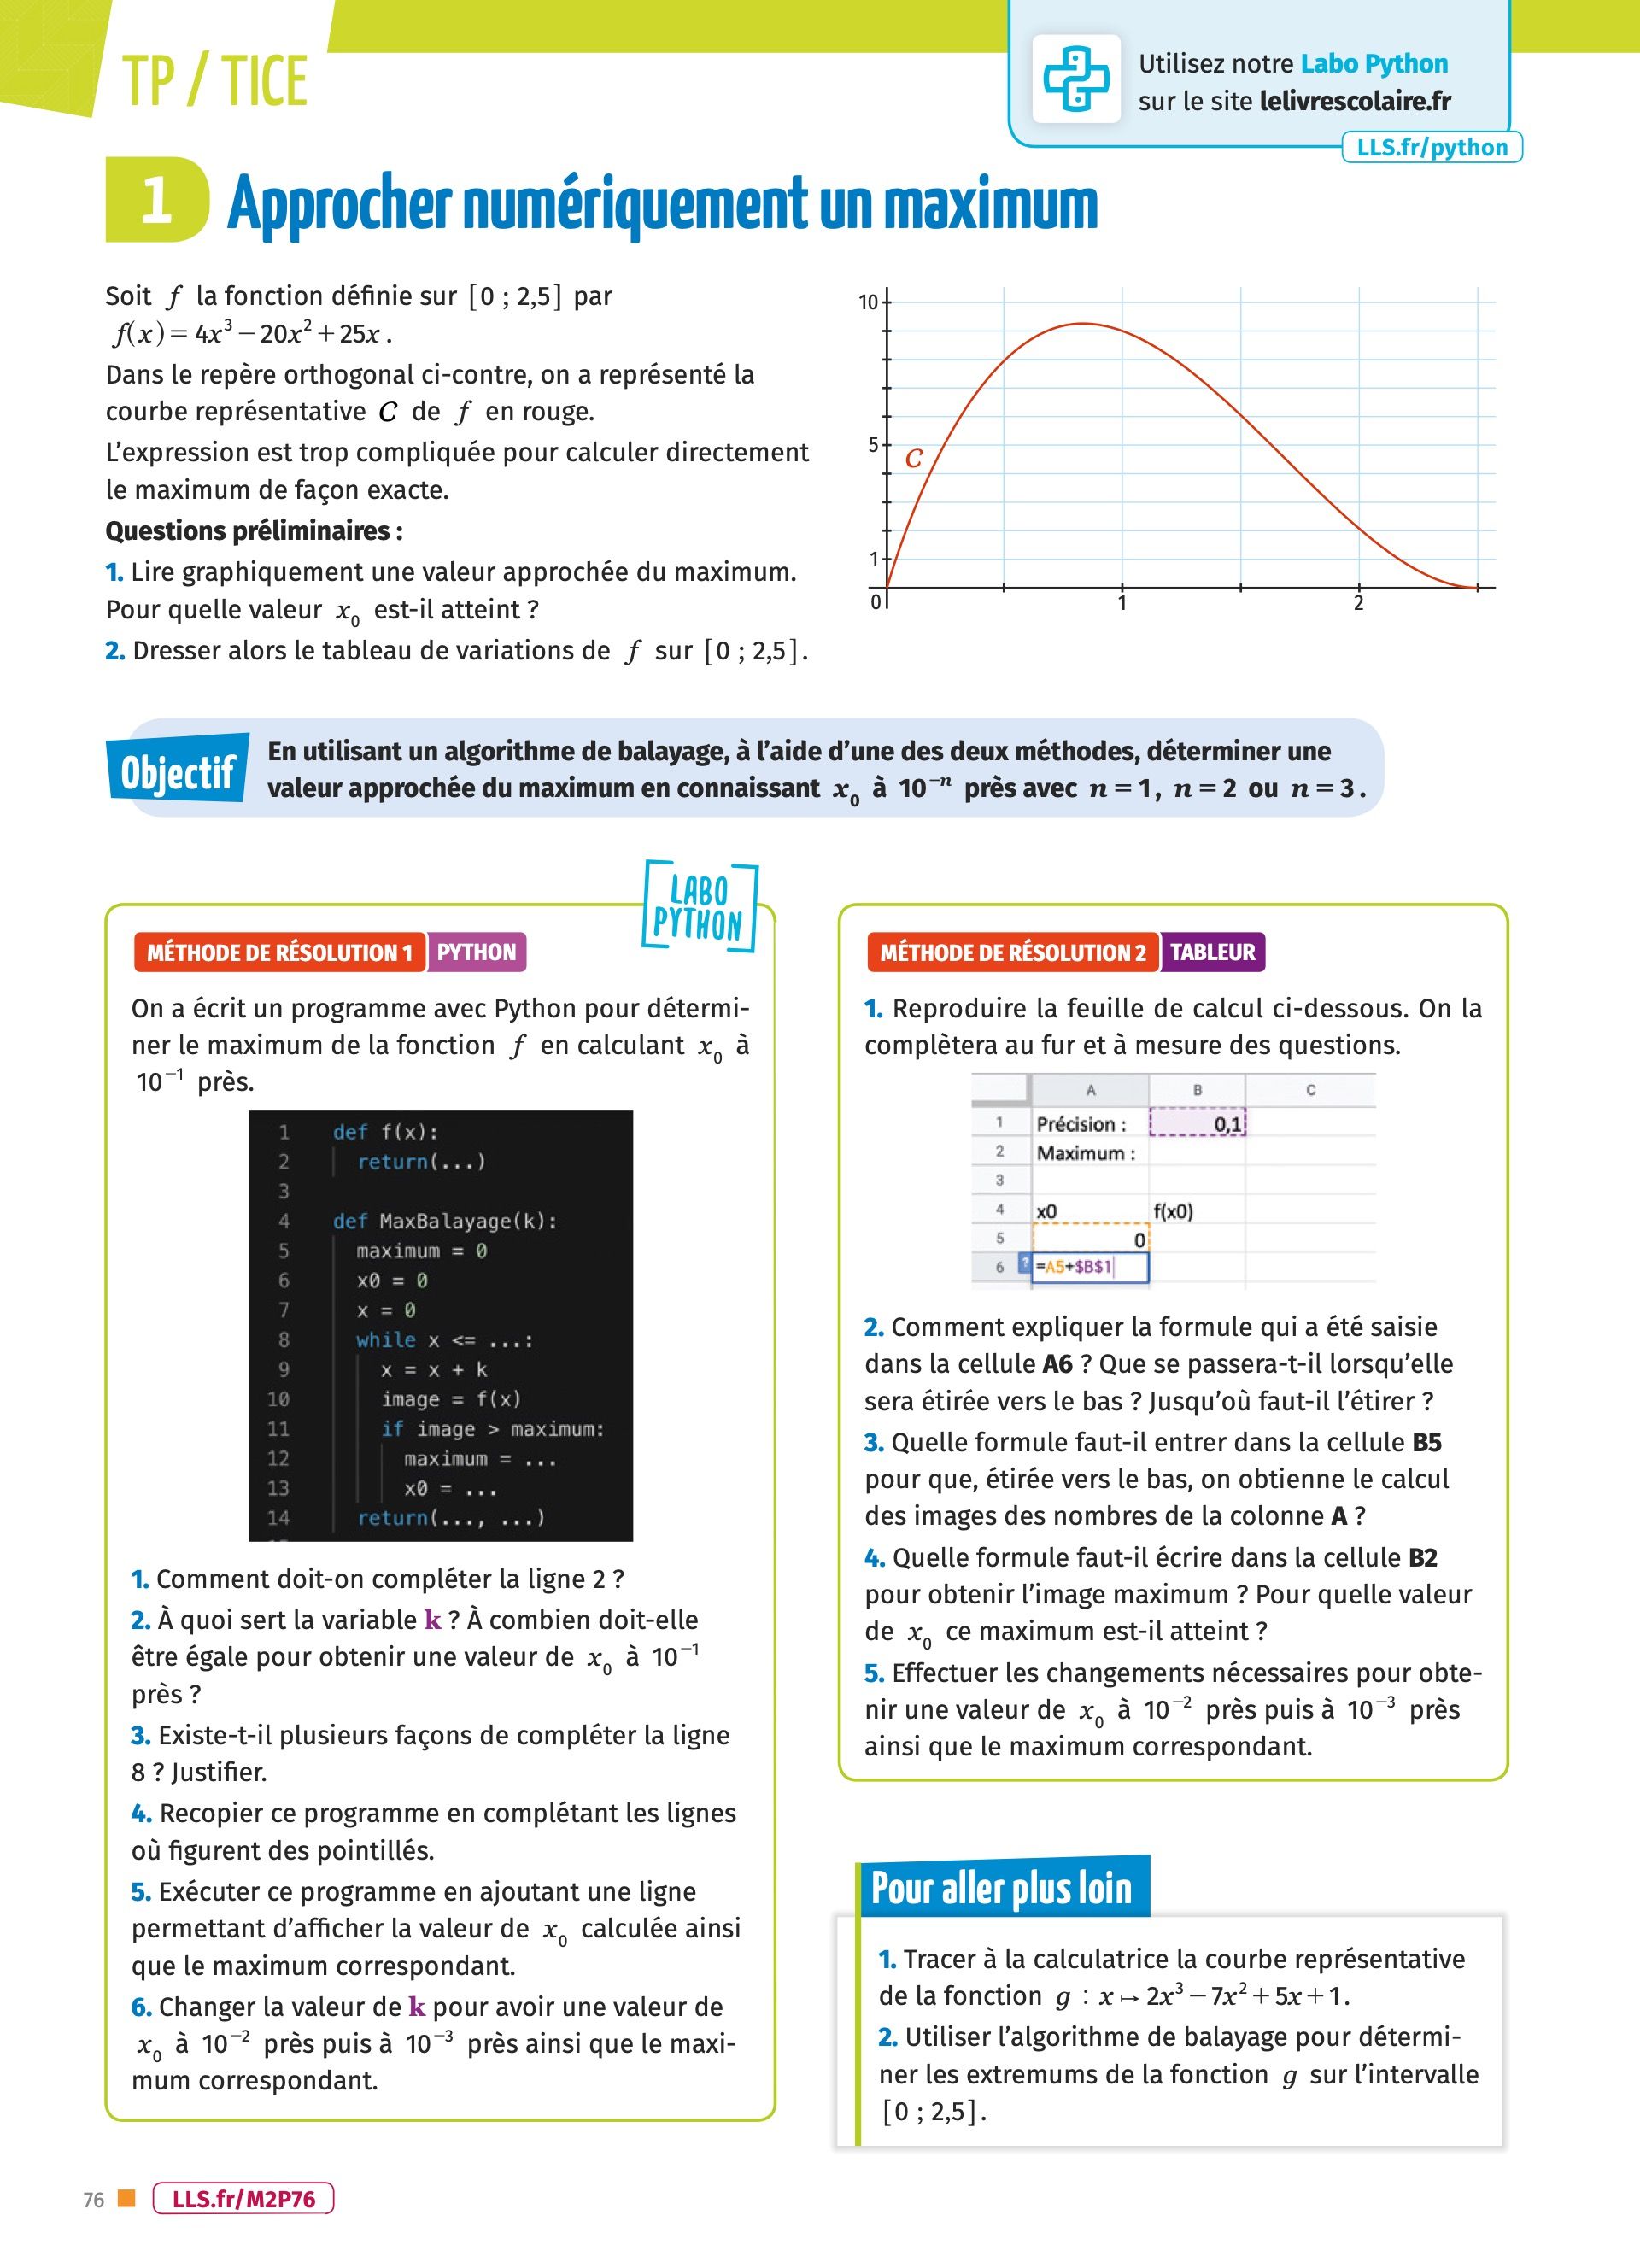 TP / TICE
Utilisez notre Labo Python
sur le site lelivrescolaire.fr
LLS.fr/python
1 Approcher numériquement un maximum
Soit f la fonction définie sur [0 ; 2,5] par
f(x) = 4x³ − 20x² + 25x.
Dans le repère orthogonal ci-contre, on a représenté la
courbe représentative C de f en rouge.
L'expression est trop compliquée pour calculer directement
le maximum de façon exacte.
Questions préliminaires :
1. Lire graphiquement une valeur approchée du maximum.
Pour quelle valeur x₀ est-il atteint ?
2. Dresser alors le tableau de variations de f sur [0 ; 2,5].
10
5
C
1
0
1
2
Objectif
En utilisant un algorithme de balayage, à l'aide d'une des deux méthodes, déterminer une
valeur approchée du maximum en connaissant x₀ à 10⁻ⁿ près avec n = 1, n = 2 ou n = 3.
LABO
PYTHON
MÉTHODE DE RÉSOLUTION 1 PYTHON
On a écrit un programme avec Python pour détermi-
ner le maximum de la fonction f en calculant x₀ à
10⁻¹ près.
1 def f(x):
2 return(...)
3
4 def MaxBalayage(k):
5 maximum = 0
6 x0 = 0
7 x = 0
8 while x <= ...:
9 x = x + k
10 image = f(x)
11 if image > maximum:
12 maximum = ...
13 x0 = ...
14 return(..., ...)
1. Comment doit-on compléter la ligne 2 ?
2. À quoi sert la variable k ? À combien doit-elle
être égale pour obtenir une valeur de x₀ à 10⁻¹
près ?
3. Existe-t-il plusieurs façons de compléter la ligne
8 ? Justifier.
4. Recopier ce programme en complétant les lignes
où figurent des pointillés.
5. Exécuter ce programme en ajoutant une ligne
permettant d'afficher la valeur de x₀ calculée ainsi
que le maximum correspondant.
6. Changer la valeur de k pour avoir une valeur de
x₀ à 10⁻² près puis à 10⁻³ près ainsi que le maxi-
mum correspondant.
MÉTHODE DE RÉSOLUTION 2 TABLEUR
1. Reproduire la feuille de calcul ci-dessous. On la
complètera au fur et à mesure des questions.
A B C
1 Précision : 0,1
2 Maximum :
3
4 x0 f(x0)
5 0
6 ? =A5+$B$1
2. Comment expliquer la formule qui a été saisie
dans la cellule A6 ? Que se passera-t-il lorsqu'elle
sera étirée vers le bas ? Jusqu'où faut-il l'étirer ?
3. Quelle formule faut-il entrer dans la cellule B5
pour que, étirée vers le bas, on obtienne le calcul
des images des nombres de la colonne A ?
4. Quelle formule faut-il écrire dans la cellule B2
pour obtenir l'image maximum ? Pour quelle valeur
de x₀ ce maximum est-il atteint ?
5. Effectuer les changements nécessaires pour obte-
nir une valeur de x₀ à 10⁻² près puis à 10⁻³ près
ainsi que le maximum correspondant.
Pour aller plus loin
1. Tracer à la calculatrice la courbe représentative
de la fonction g : x ↦ 2x³ − 7x² + 5x + 1.
2. Utiliser l'algorithme de balayage pour détermi-
ner les extremums de la fonction g sur l'intervalle
[0 ; 2,5].
76
LLS.fr/M2P76